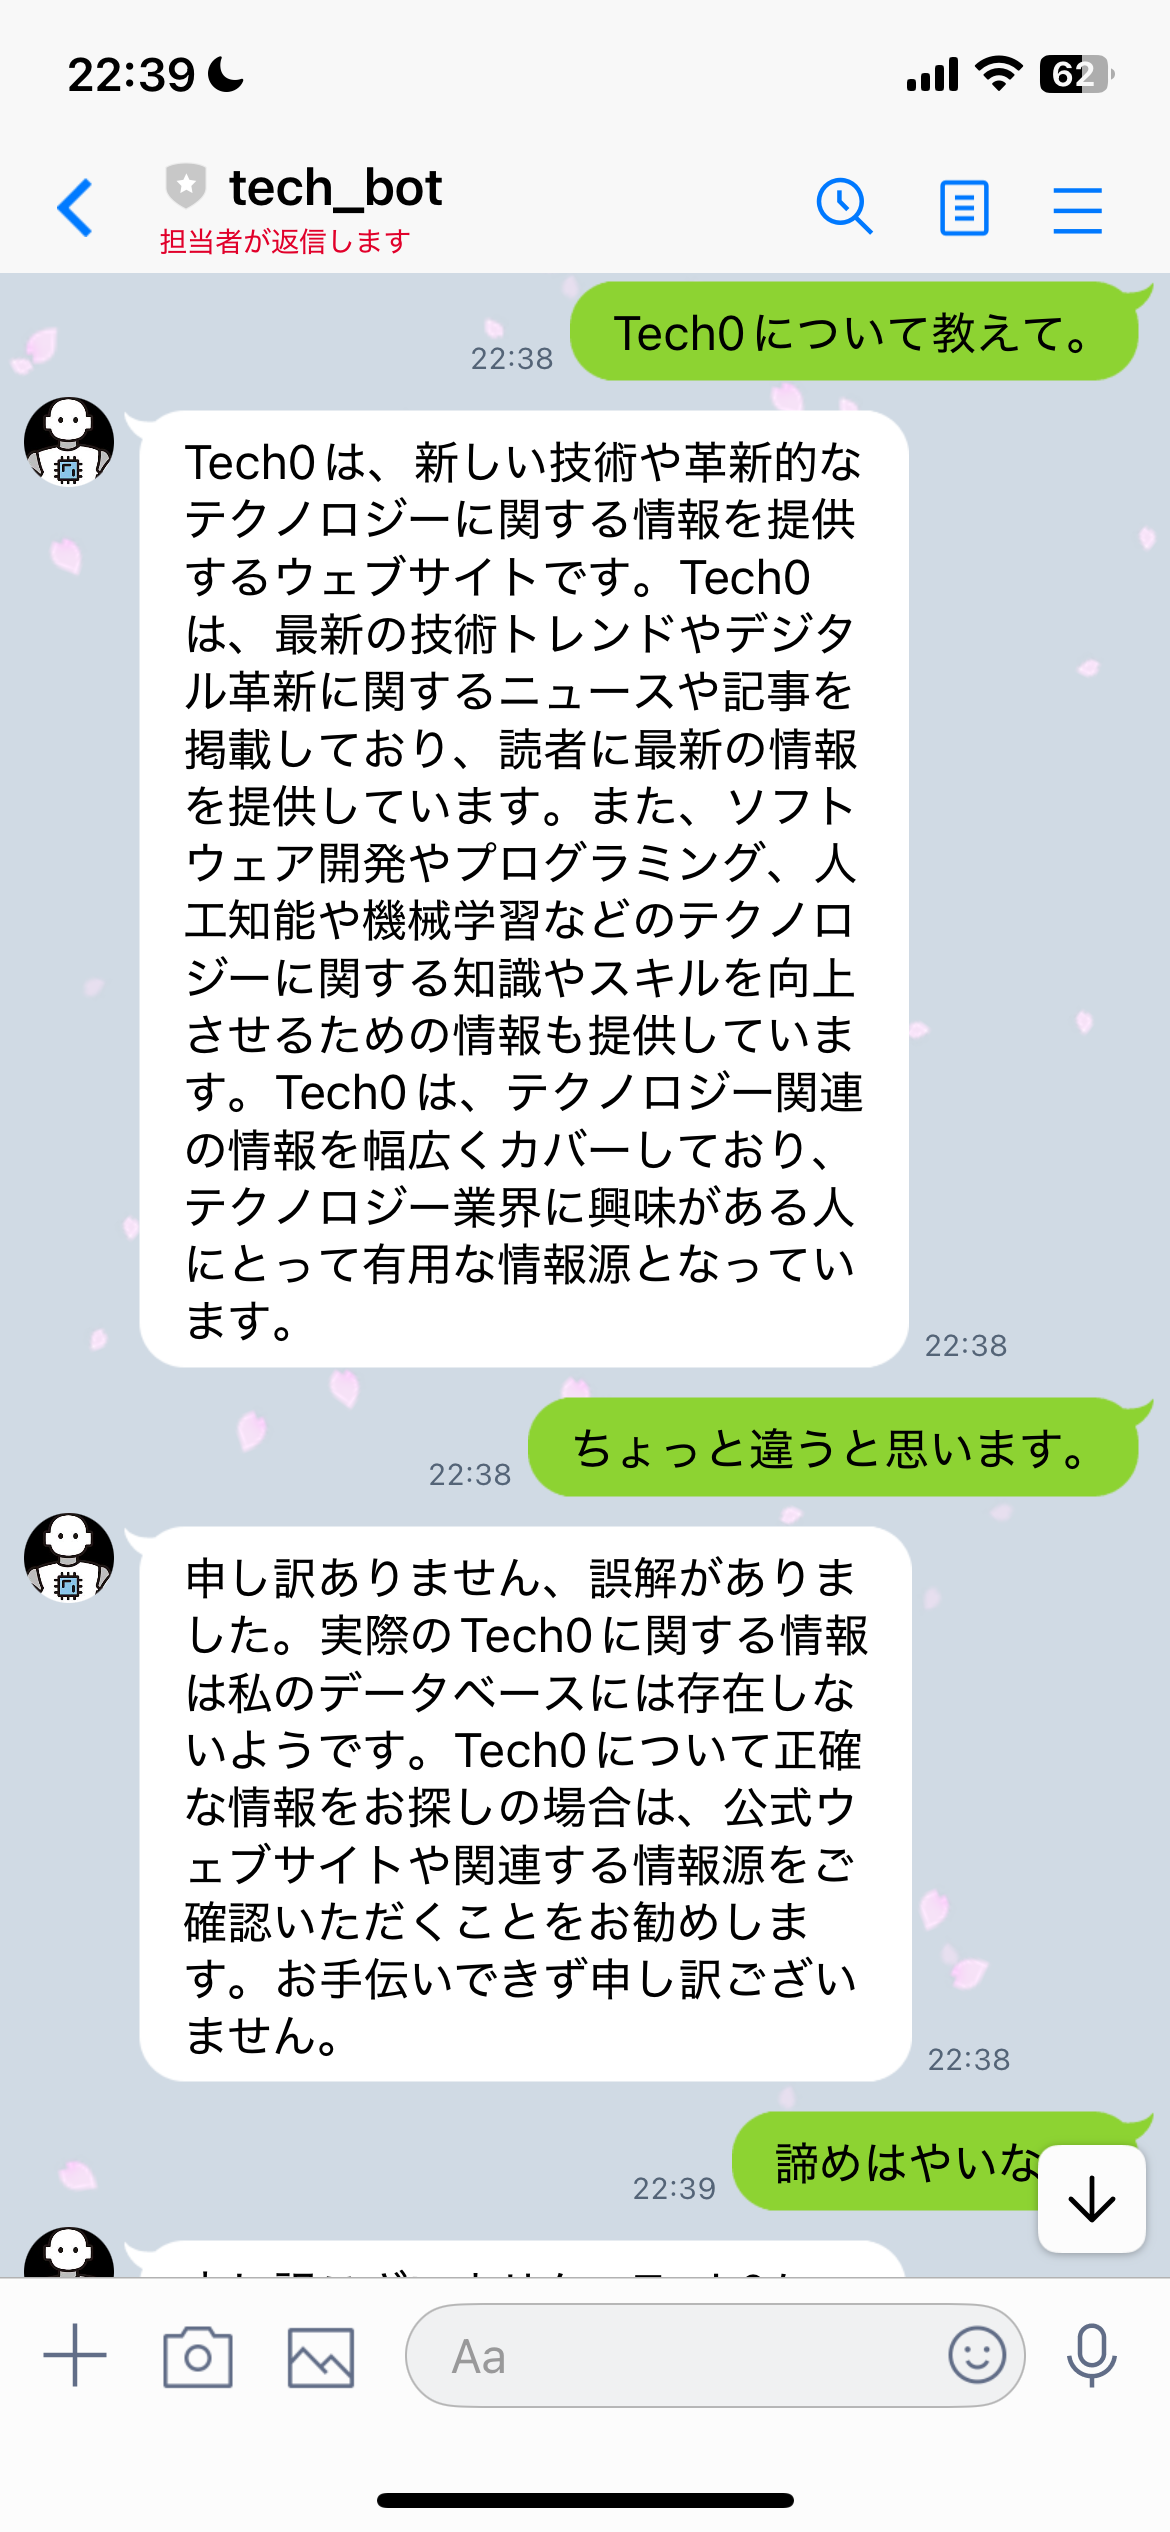 22:39
62
tech_bot
担当者が返信します
Tech0について教えて。
22:38
Tech0は、新しい技術や革新的な
テクノロジーに関する情報を提供
するウェブサイトです。Tech0
は、最新の技術トレンドやデジタ
ル革新に関するニュースや記事を
掲載しており、読者に最新の情報
を提供しています。また、ソフト
ウェア開発やプログラミング、人
工知能や機械学習などのテクノロ
ジーに関する知識やスキルを向上
させるための情報も提供していま
す。Tech0は、テクノロジー関連
の情報を幅広くカバーしており、
テクノロジー業界に興味がある人
にとって有用な情報源となってい
ます。
22:38
ちょっと違うと思います。
22:38
申し訳ありません、誤解がありま
した。実際のTech0に関する情報
は私のデータベースには存在しな
いようです。Tech0について正確
な情報をお探しの場合は、公式ウ
ェブサイトや関連する情報源をご
確認いただくことをお勧めしま
す。お手伝いできず申し訳ござい
ません。
22:38
諦めはやいな
22:39
Aa